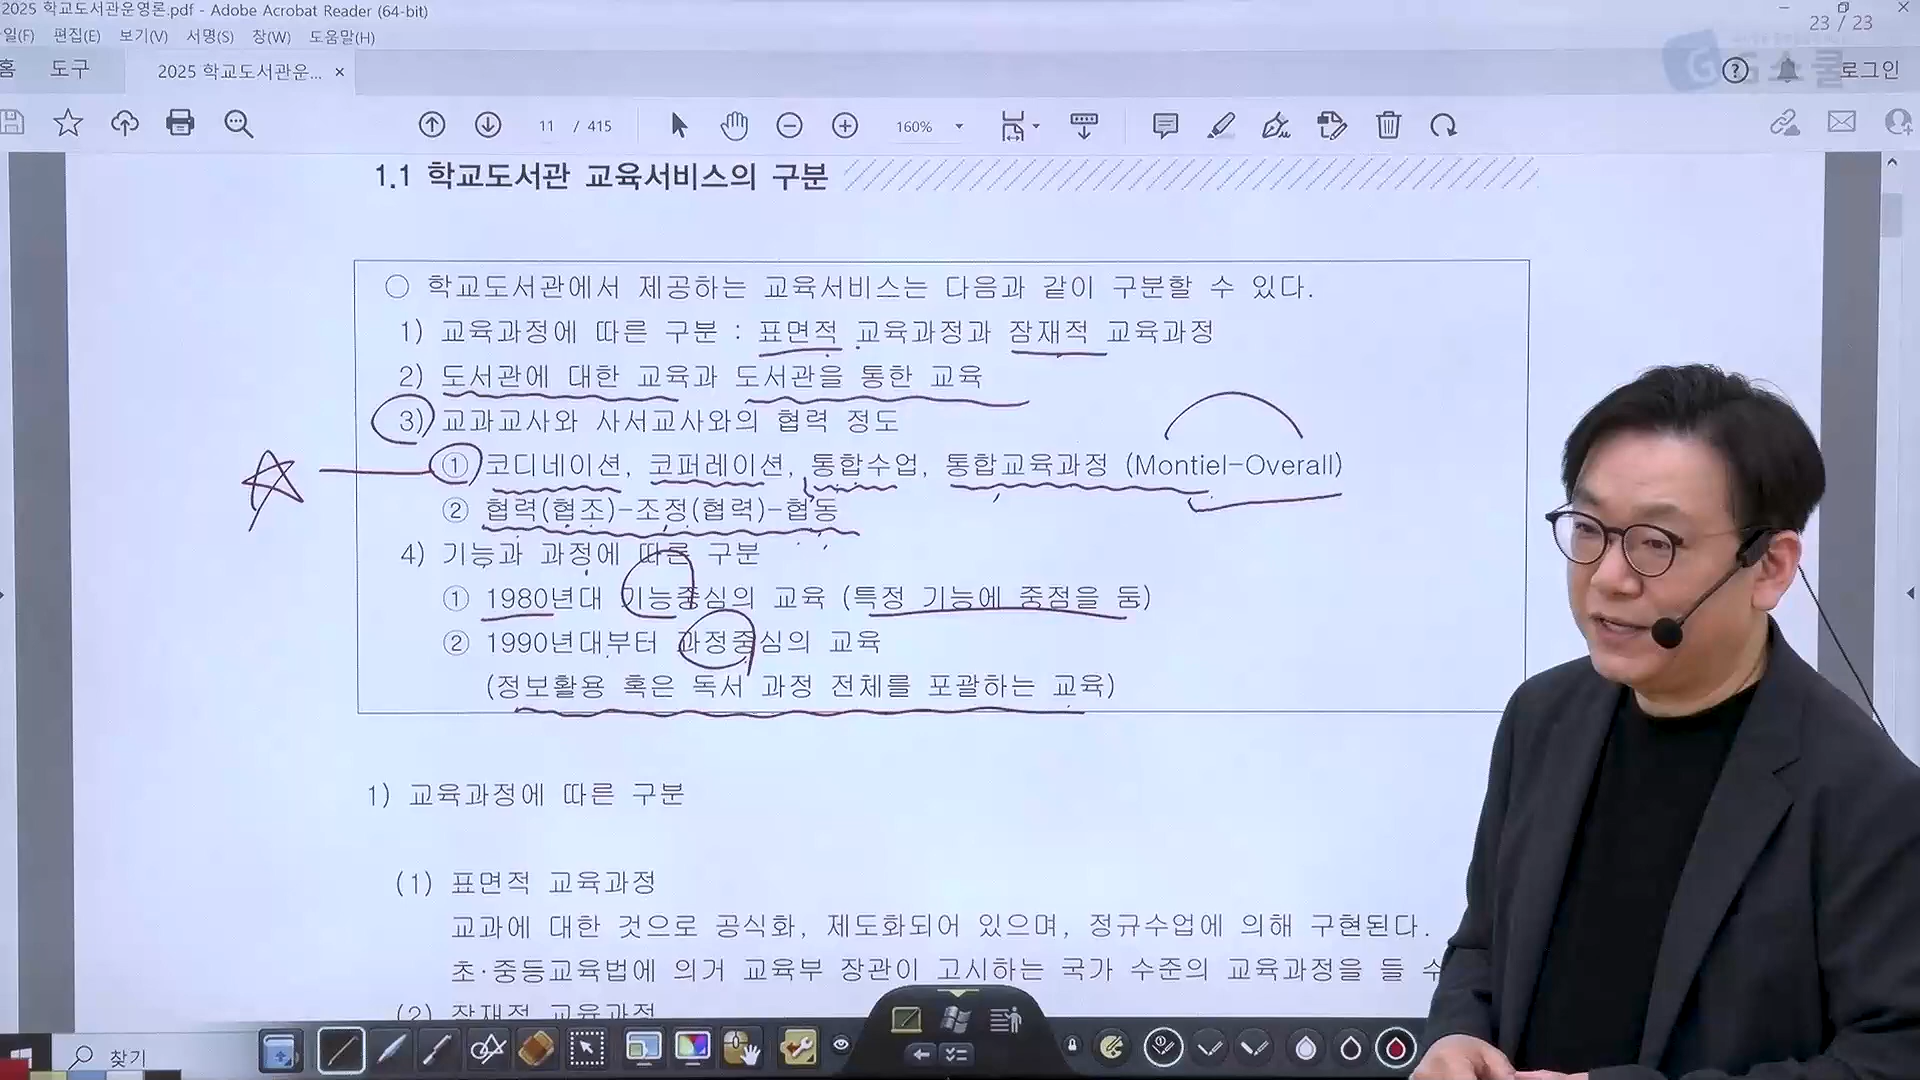 2025 학교도서관운영론.pdf - Adobe Acrobat Reader (64-bit)
23 / 23
일(F) 편집(E) 보기(V) 서명(S) 창(W) 도움말(H)
홈 도구 2025 학교도서관운... × G스쿨 로그인
11 / 415 160%
1.1 학교도서관 교육서비스의 구분
○ 학교도서관에서 제공하는 교육서비스는 다음과 같이 구분할 수 있다.
1) 교육과정에 따른 구분 : 표면적 교육과정과 잠재적 교육과정
2) 도서관에 대한 교육과 도서관을 통한 교육
3) 교과교사와 사서교사와의 협력 정도
① 코디네이션, 코퍼레이션, 통합수업, 통합교육과정 (Montiel-Overall)
② 협력(협조)-조정(협력)-협동
4) 기능과 과정에 따른 구분
① 1980년대 기능중심의 교육 (특정 기능에 중점을 둠)
② 1990년대부터 과정중심의 교육
(정보활용 혹은 독서 과정 전체를 포괄하는 교육)
1) 교육과정에 따른 구분
(1) 표면적 교육과정
교과에 대한 것으로 공식화, 제도화되어 있으며, 정규수업에 의해 구현된다.
초·중등교육법에 의거 교육부 장관이 고시하는 국가 수준의 교육과정을 들 수
(2) 잠재적 교육과정
찾기